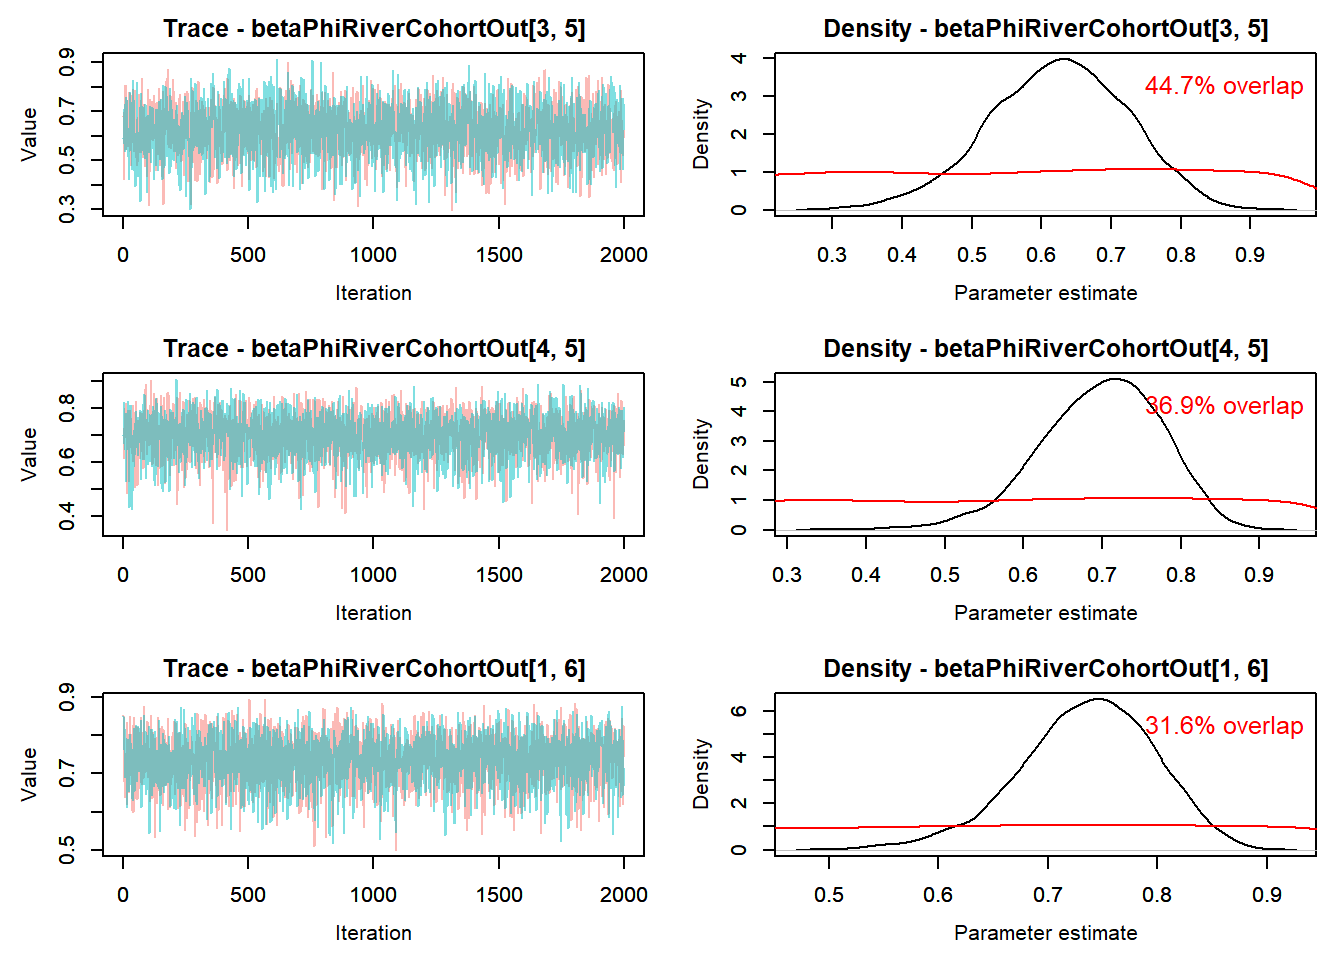 Trace - betaPhiRiverCohortOut[3, 5]
Value
0.3 0.5 0.7 0.9
0 500 1000 1500 2000
Iteration
Density - betaPhiRiverCohortOut[3, 5]
44.7% overlap
Density
0 1 2 3 4
0.3 0.4 0.5 0.6 0.7 0.8 0.9
Parameter estimate
Trace - betaPhiRiverCohortOut[4, 5]
Value
0.4 0.6 0.8
0 500 1000 1500 2000
Iteration
Density - betaPhiRiverCohortOut[4, 5]
36.9% overlap
Density
0 1 2 3 4 5
0.3 0.4 0.5 0.6 0.7 0.8 0.9
Parameter estimate
Trace - betaPhiRiverCohortOut[1, 6]
Value
0.5 0.7 0.9
0 500 1000 1500 2000
Iteration
Density - betaPhiRiverCohortOut[1, 6]
31.6% overlap
Density
0 2 4 6
0.5 0.6 0.7 0.8 0.9
Parameter estimate